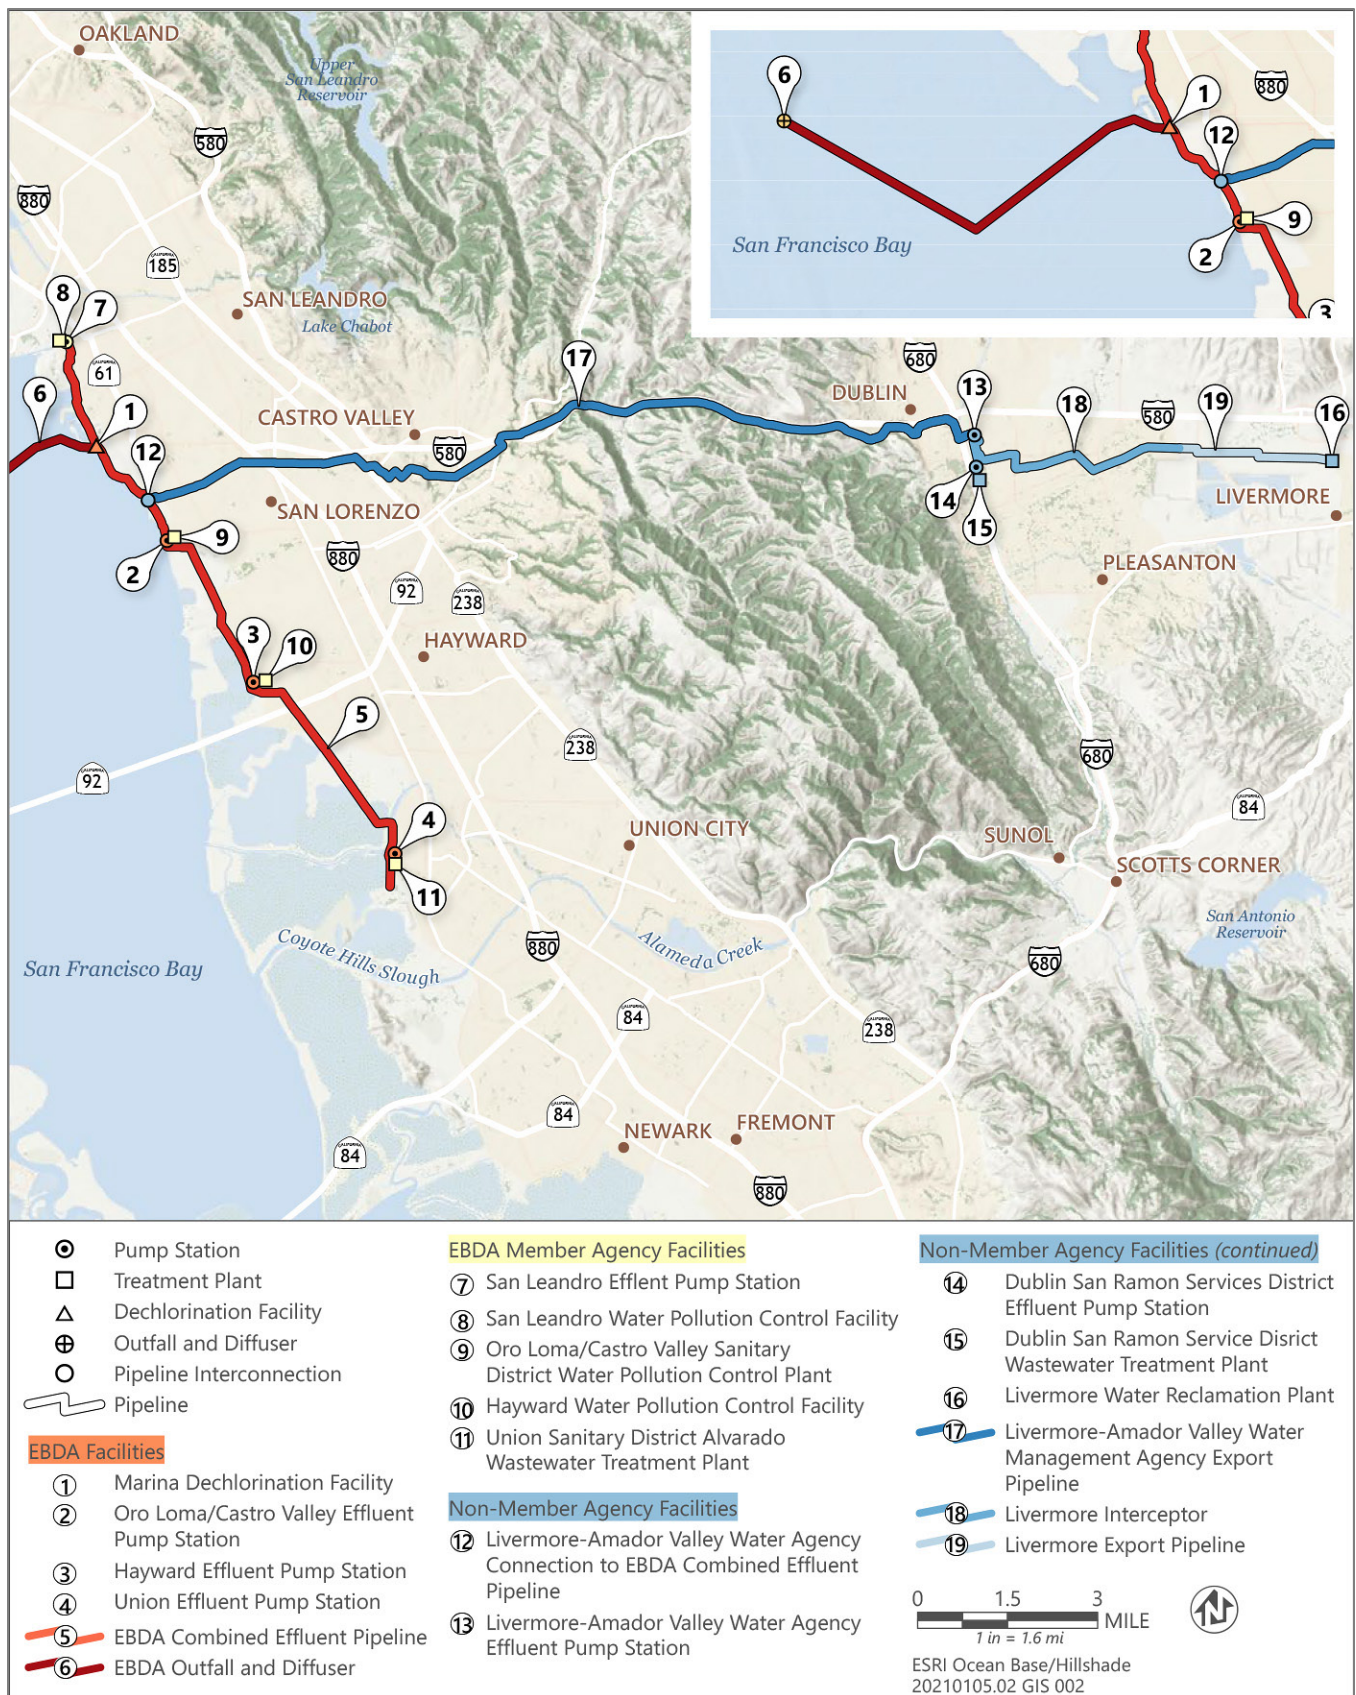 OAKLAND
Upper
San Leandro
Reservoir
580
880
CALIFORNIA
185
8
7
SAN LEANDRO
Lake Chabot
CALIFORNIA
61
6
1
12
CASTRO VALLEY
580
17
SAN LORENZO
9
2
880
CALIFORNIA
92
CALIFORNIA
238
HAYWARD
3
10
5
CALIFORNIA
92
CALIFORNIA
238
4
11
UNION CITY
6
1
880
12
9
2
3
San Francisco Bay
680
DUBLIN
13
18
580
19
16
14
15
LIVERMORE
PLEASANTON
680
CALIFORNIA
84
SUNOL
SCOTTS CORNER
San Antonio
Reservoir
680
San Francisco Bay
Coyote Hills Slough
880
Alameda Creek
CALIFORNIA
84
CALIFORNIA
238
CALIFORNIA
84
CALIFORNIA
84
NEWARK
FREMONT
880
Pump Station
Treatment Plant
Dechlorination Facility
Outfall and Diffuser
Pipeline Interconnection
Pipeline
EBDA Facilities
1 Marina Dechlorination Facility
2 Oro Loma/Castro Valley Effluent
Pump Station
3 Hayward Effluent Pump Station
4 Union Effluent Pump Station
5 EBDA Combined Effluent Pipeline
6 EBDA Outfall and Diffuser
EBDA Member Agency Facilities
7 San Leandro Efflent Pump Station
8 San Leandro Water Pollution Control Facility
9 Oro Loma/Castro Valley Sanitary
District Water Pollution Control Plant
10 Hayward Water Pollution Control Facility
11 Union Sanitary District Alvarado
Wastewater Treatment Plant
Non-Member Agency Facilities
12 Livermore-Amador Valley Water Agency
Connection to EBDA Combined Effluent
Pipeline
13 Livermore-Amador Valley Water Agency
Effluent Pump Station
Non-Member Agency Facilities (continued)
14 Dublin San Ramon Services District
Effluent Pump Station
15 Dublin San Ramon Service Disrict
Wastewater Treatment Plant
16 Livermore Water Reclamation Plant
17 Livermore-Amador Valley Water
Management Agency Export
Pipeline
18 Livermore Interceptor
19 Livermore Export Pipeline
0 1.5 3
MILE
1 in = 1.6 mi
N
ESRI Ocean Base/Hillshade
20210105.02 GIS 002